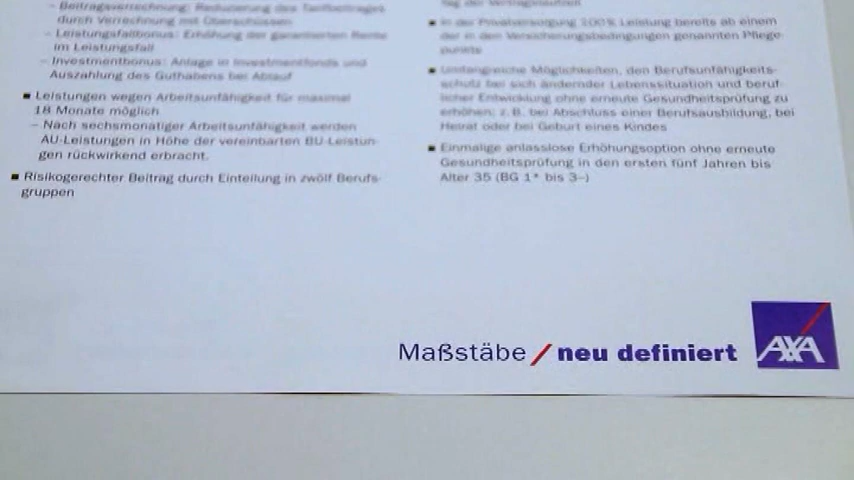 – Beitragsverrechnung: Reduzierung des Tarifbeitrages
durch Verrechnung mit Überschüssen
– Leistungsfallbonus: Erhöhung der garantierten Rente
im Leistungsfall
– Investmentbonus: Anlage in Investmentfonds und
Auszahlung des Guthabens bei Ablauf
■ Leistungen wegen Arbeitsunfähigkeit für maximal
18 Monate möglich
– Nach sechsmonatiger Arbeitsunfähigkeit werden
AU-Leistungen in Höhe der vereinbarten BU-Leistun-
gen rückwirkend erbracht.
■ Risikogerechter Beitrag durch Einteilung in zwölf Berufs-
gruppen
■ In der Privatversorgung 100% Leistung bereits ab einem
der in den Versicherungsbedingungen genannten Pflege-
punkte
■ Umfangreiche Möglichkeiten, den Berufsunfähigkeits-
schutz bei sich ändernder Lebenssituation und beruf-
licher Entwicklung ohne erneute Gesundheitsprüfung zu
erhöhen; z. B. bei Abschluss einer Berufsausbildung, bei
Heirat oder bei Geburt eines Kindes
■ Einmalige anlasslose Erhöhungsoption ohne erneute
Gesundheitsprüfung in den ersten fünf Jahren bis
Alter 35 (BG 1* bis 3–)
Maßstäbe / neu definiert
AXA